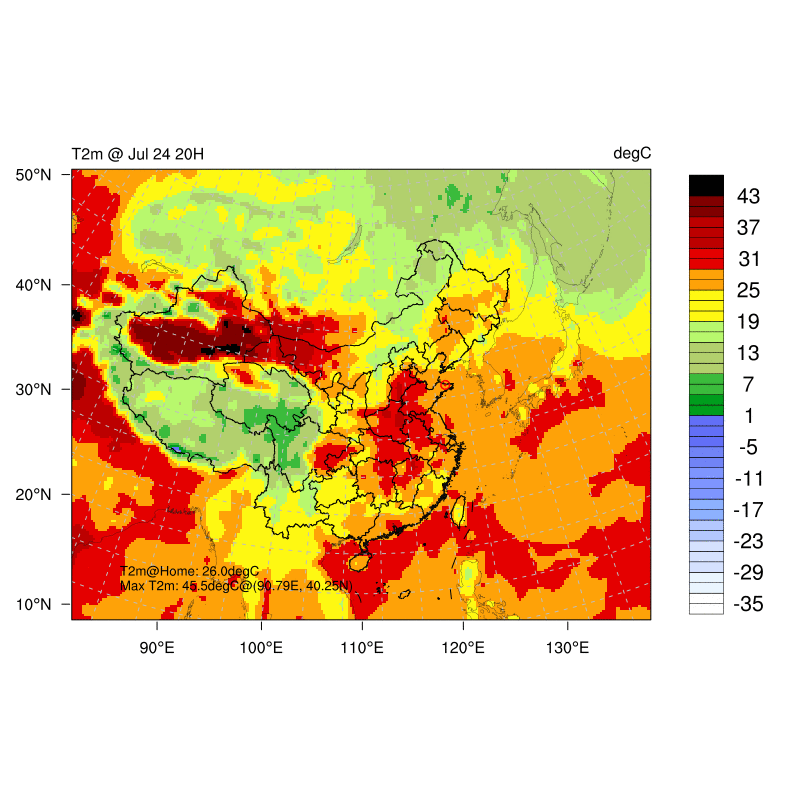 T2m @ Jul 24 20H
degC
50°N
40°N
30°N
20°N
10°N
43
37
31
25
19
13
7
1
-5
-11
-17
-23
-29
-35
T2m@Home: 26.0degC
Max T2m: 45.5degC@(90.79E, 40.25N)
90°E
100°E
110°E
120°E
130°E